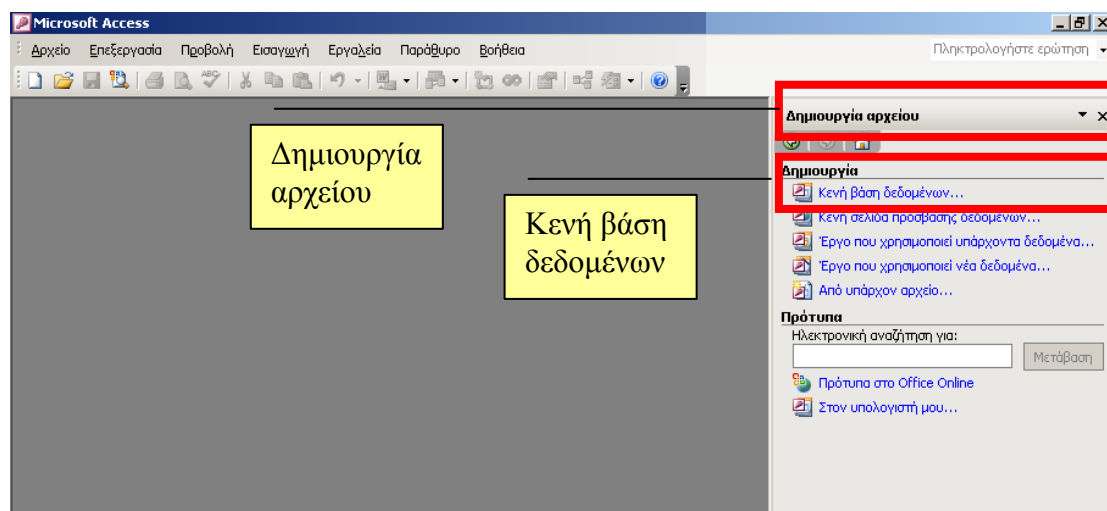 Microsoft Access
Αρχείο Επεξεργασία Προβολή Εισαγωγή Εργαλεία Παράθυρο Βοήθεια Πληκτρολογήστε ερώτηση
Δημιουργία αρχείου
Δημιουργία
Κενή βάση δεδομένων...
Κενή σελίδα πρόσβασης δεδομένων...
Έργο που χρησιμοποιεί υπάρχοντα δεδομένα...
Έργο που χρησιμοποιεί νέα δεδομένα...
Από υπάρχον αρχείο...
Πρότυπα
Ηλεκτρονική αναζήτηση για:
Μετάβαση
Πρότυπα στο Office Online
Στον υπολογιστή μου...
Δημιουργία
αρχείου
Κενή βάση
δεδομένων